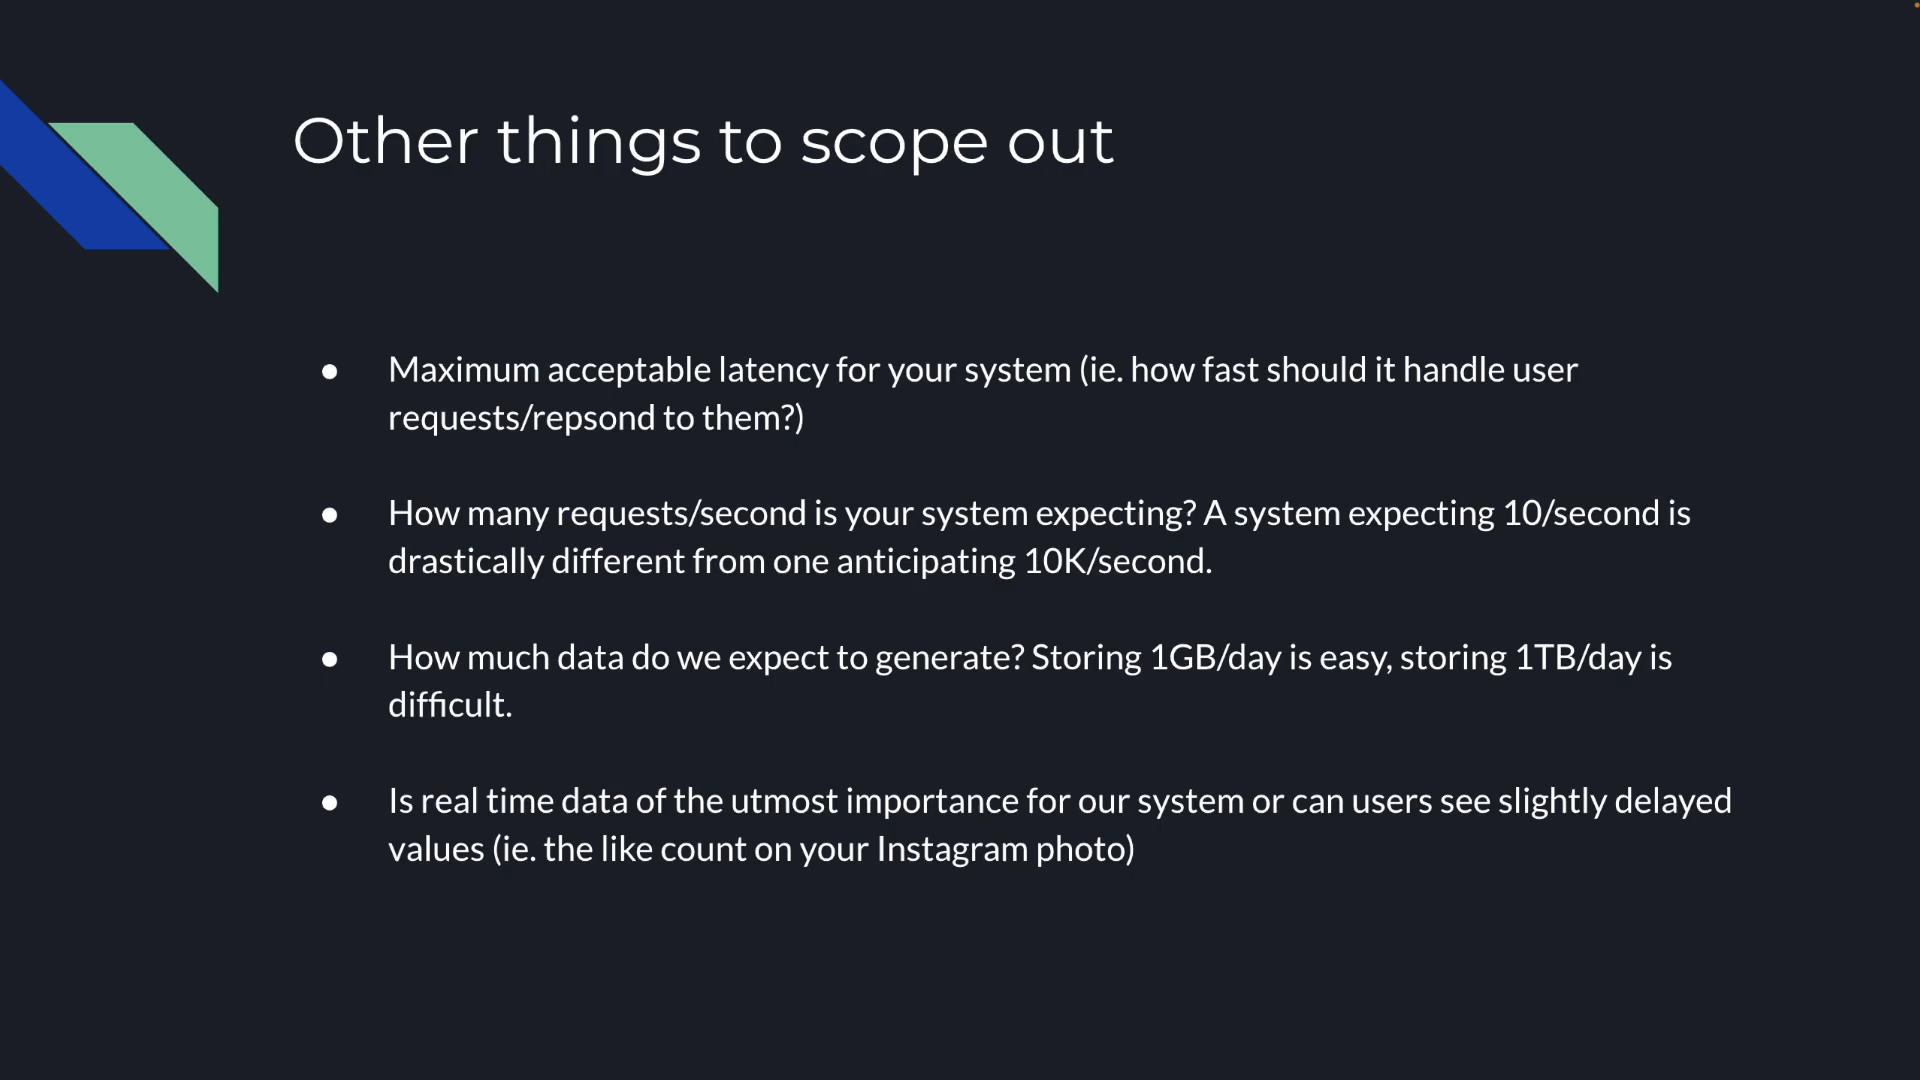 Other things to scope out
● Maximum acceptable latency for your system (ie. how fast should it handle user
requests/repsond to them?)
● How many requests/second is your system expecting? A system expecting 10/second is
drastically different from one anticipating 10K/second.
● How much data do we expect to generate? Storing 1GB/day is easy, storing 1TB/day is
difficult.
● Is real time data of the utmost importance for our system or can users see slightly delayed
values (ie. the like count on your Instagram photo)